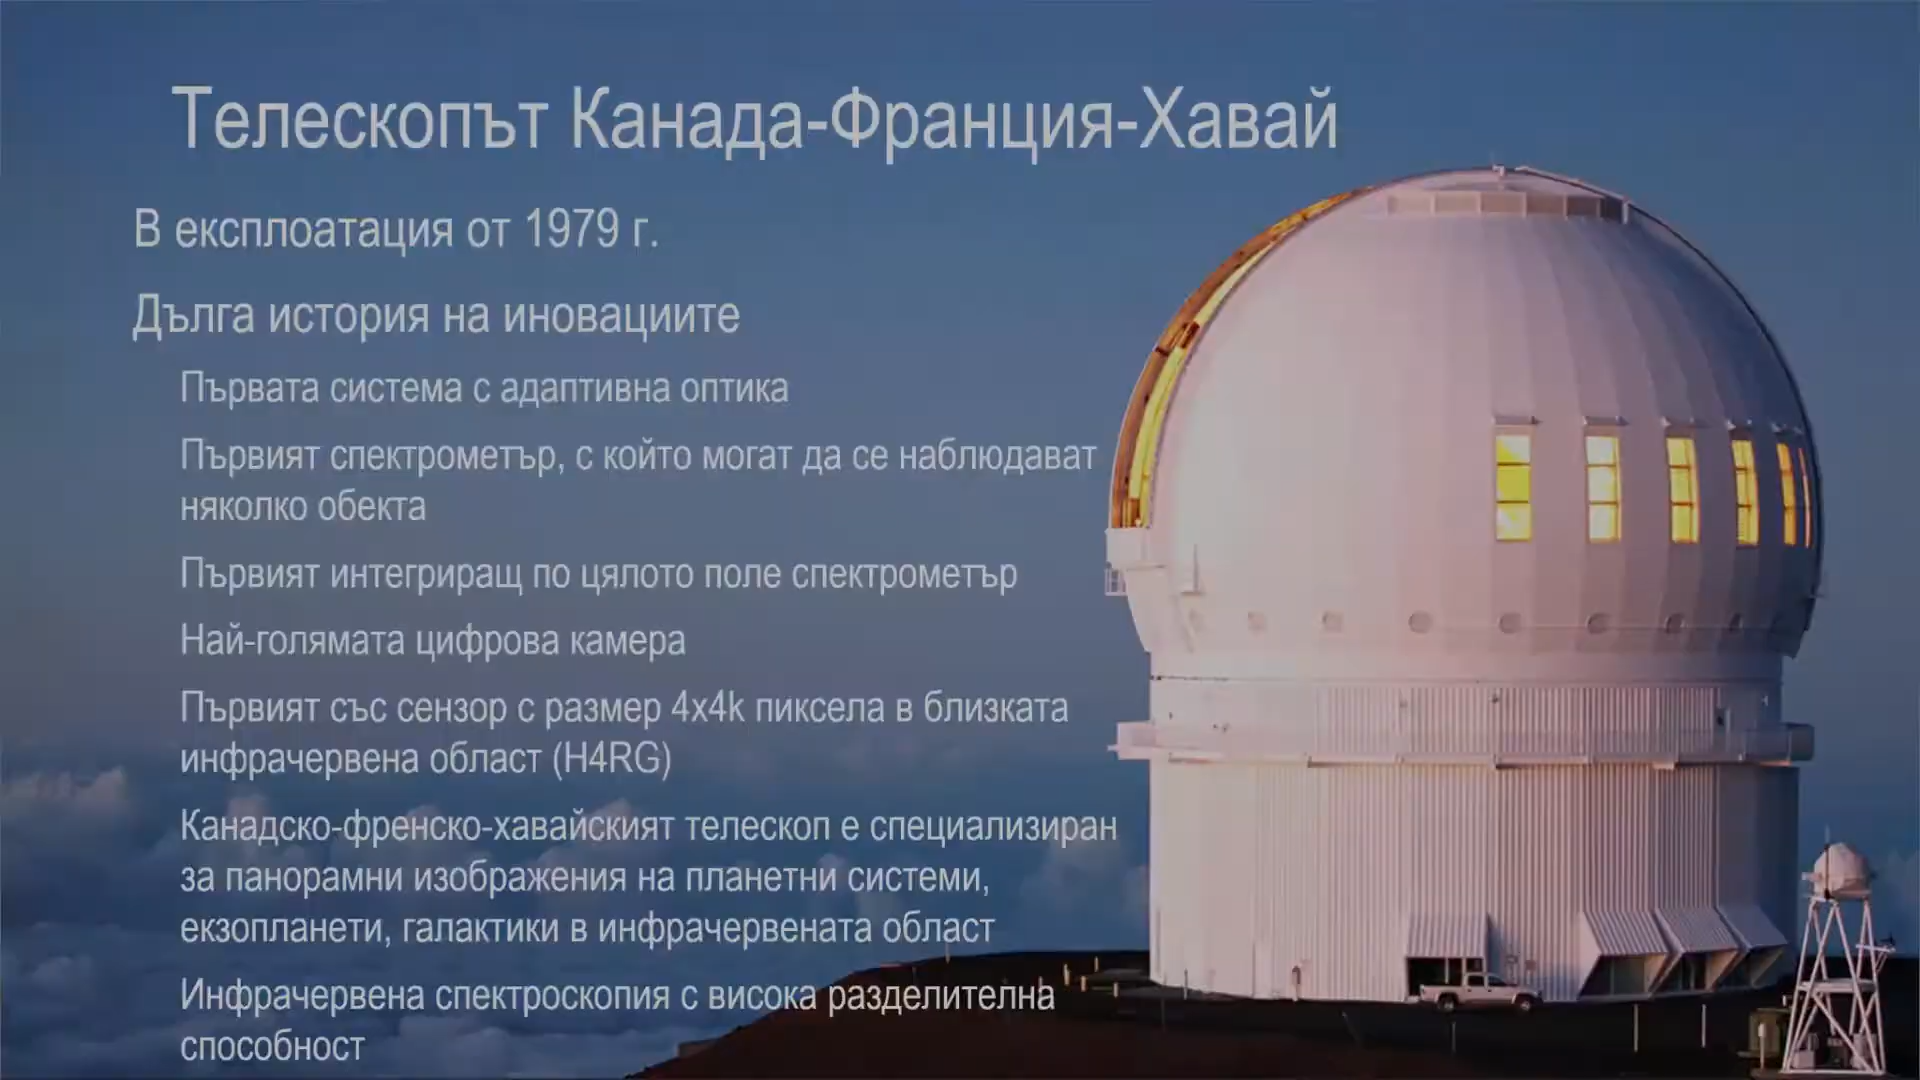 Телескопът Канада-Франция-Хавай
В експлоатация от 1979 г.
Дълга история на иновациите
Първата система с адаптивна оптика
Първият спектрометър, с който могат да се наблюдават
няколко обекта
Първият интегриращ по цялото поле спектрометър
Най-голямата цифрова камера
Първият със сензор с размер 4x4k пиксела в близката
инфрачервена област (H4RG)
Канадско-френско-хавайският телескоп е специализиран
за панорамни изображения на планетни системи,
екзопланети, галактики в инфрачервената област
Инфрачервена спектроскопия с висока разделителна
способност